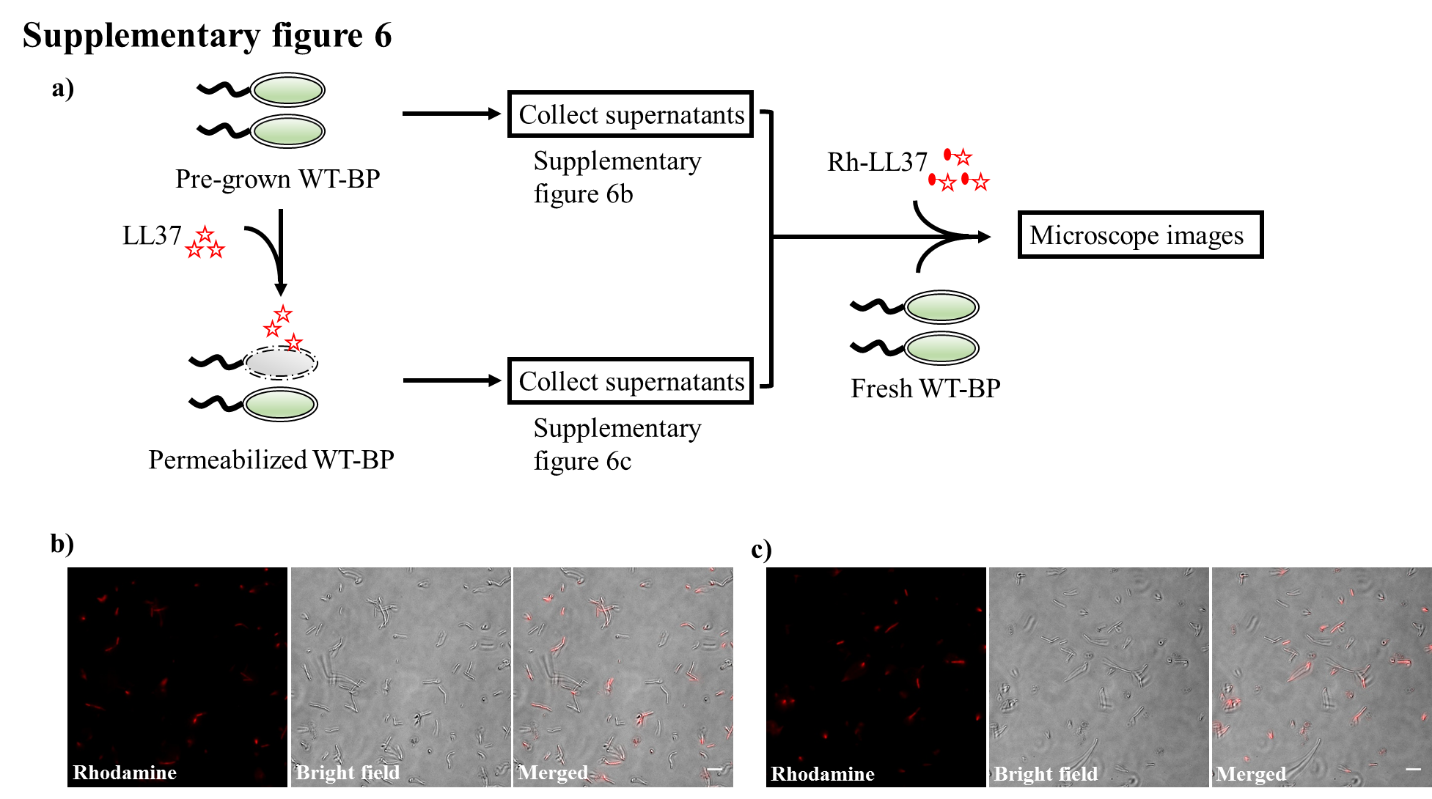 Supplementary figure 6
a)
Pre-grown WT-BP
LL37
Permeabilized WT-BP
Collect supernatants
Supplementary
figure 6b
Collect supernatants
Supplementary
figure 6c
Rh-LL37
Fresh WT-BP
Microscope images
b)
Rhodamine
Bright field
Merged
c)
Rhodamine
Bright field
Merged